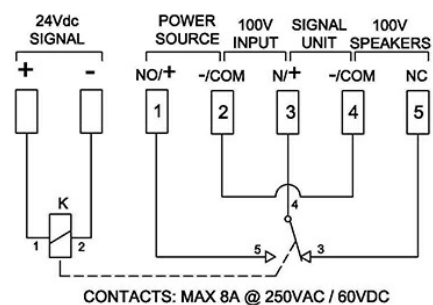 24Vdc SIGNAL
POWER SOURCE
100V INPUT
SIGNAL UNIT
100V SPEAKERS
+ -
NO/+ -/COM N/+ -/COM NC
1 2 3 4 5
K
1 2
4
5 3
CONTACTS: MAX 8A @ 250VAC / 60VDC